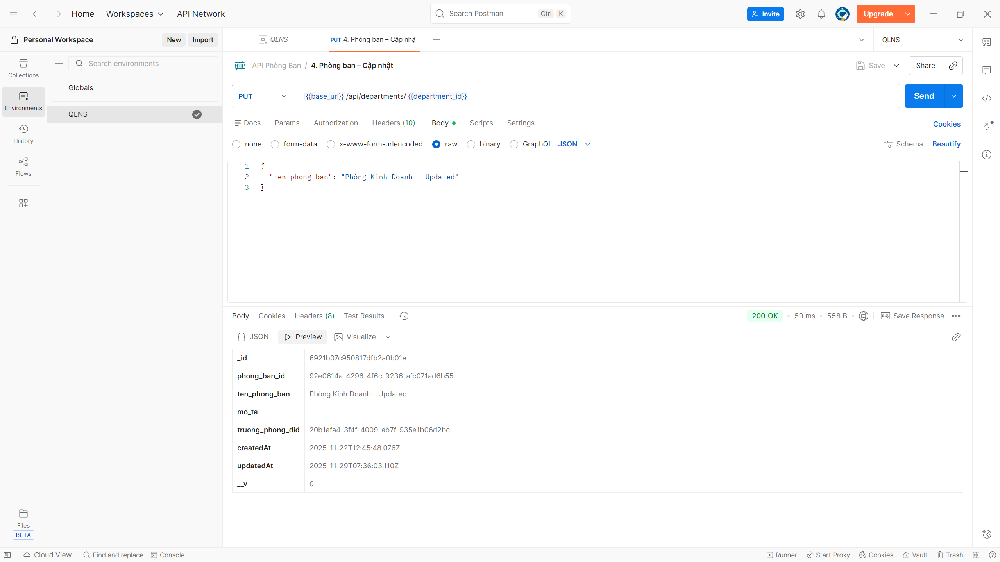 Home Workspaces API Network Search Postman Ctrl K Invite Upgrade
Personal Workspace New Import
QLNS PUT 4. Phòng ban – Cập nhậ QLNS
Collections
Environments
History
Flows
Files
BETA
Search environments
Globals
QLNS
HTTP API Phòng Ban / 4. Phòng ban – Cập nhật Save Share
PUT {{base_url}}/api/departments/{{department_id}} Send
Docs Params Authorization Headers (10) Body Scripts Settings Cookies
none form-data x-www-form-urlencoded raw binary GraphQL JSON Schema Beautify
1 {
2 "ten_phong_ban": "Phòng Kinh Doanh - Updated"
3 }
Body Cookies Headers (8) Test Results 200 OK • 59 ms • 558 B • e.g. Save Response
{} JSON Preview Visualize
_id 6921b07c950817dfb2a0b01e
phong_ban_id 92e0614a-4296-4f6c-9236-afc071ad6b55
ten_phong_ban Phòng Kinh Doanh - Updated
mo_ta
truong_phong_did 20b1afa4-3f4f-4009-ab7f-935e1b06d2bc
createdAt 2025-11-22T12:45:48.076Z
updatedAt 2025-11-29T07:36:03.110Z
__v 0
Cloud View Find and replace Console Runner Start Proxy Cookies Vault Trash